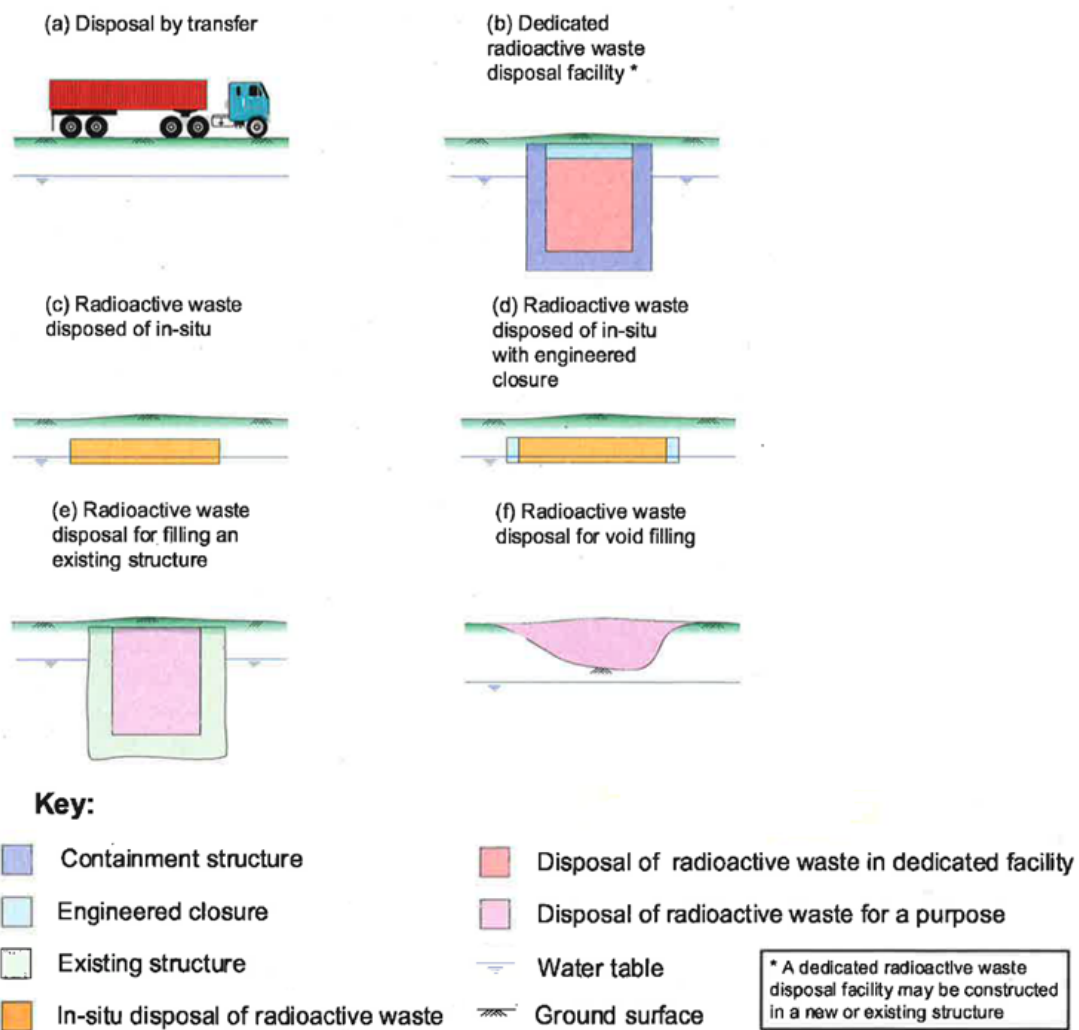 (a) Disposal by transfer
(b) Dedicated
radioactive waste
disposal facility *
(c) Radioactive waste
disposed of in-situ
(d) Radioactive waste
disposed of in-situ
with engineered
closure
(e) Radioactive waste
disposal for filling an
existing structure
(f) Radioactive waste
disposal for void filling
Key:
Containment structure
Engineered closure
Existing structure
In-situ disposal of radioactive waste
Disposal of radioactive waste in dedicated facility
Disposal of radioactive waste for a purpose
Water table
Ground surface
* A dedicated radioactive waste
disposal facility may be constructed
in a new or existing structure